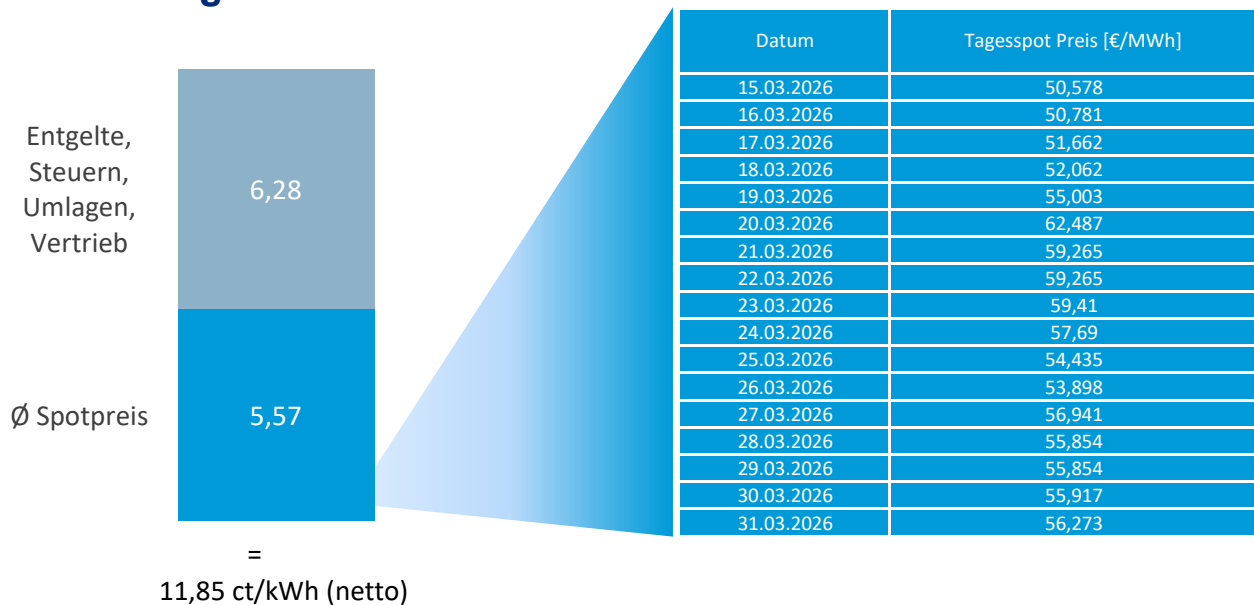 Entgelte,
Steuern,
Umlagen,
Vertrieb
6,28
Ø Spotpreis
5,57
=
11,85 ct/kWh (netto)
Datum Tagesspot Preis [€/MWh]
15.03.2026 50,578
16.03.2026 50,781
17.03.2026 51,662
18.03.2026 52,062
19.03.2026 55,003
20.03.2026 62,487
21.03.2026 59,265
22.03.2026 59,265
23.03.2026 59,41
24.03.2026 57,69
25.03.2026 54,435
26.03.2026 53,898
27.03.2026 56,941
28.03.2026 55,854
29.03.2026 55,854
30.03.2026 55,917
31.03.2026 56,273